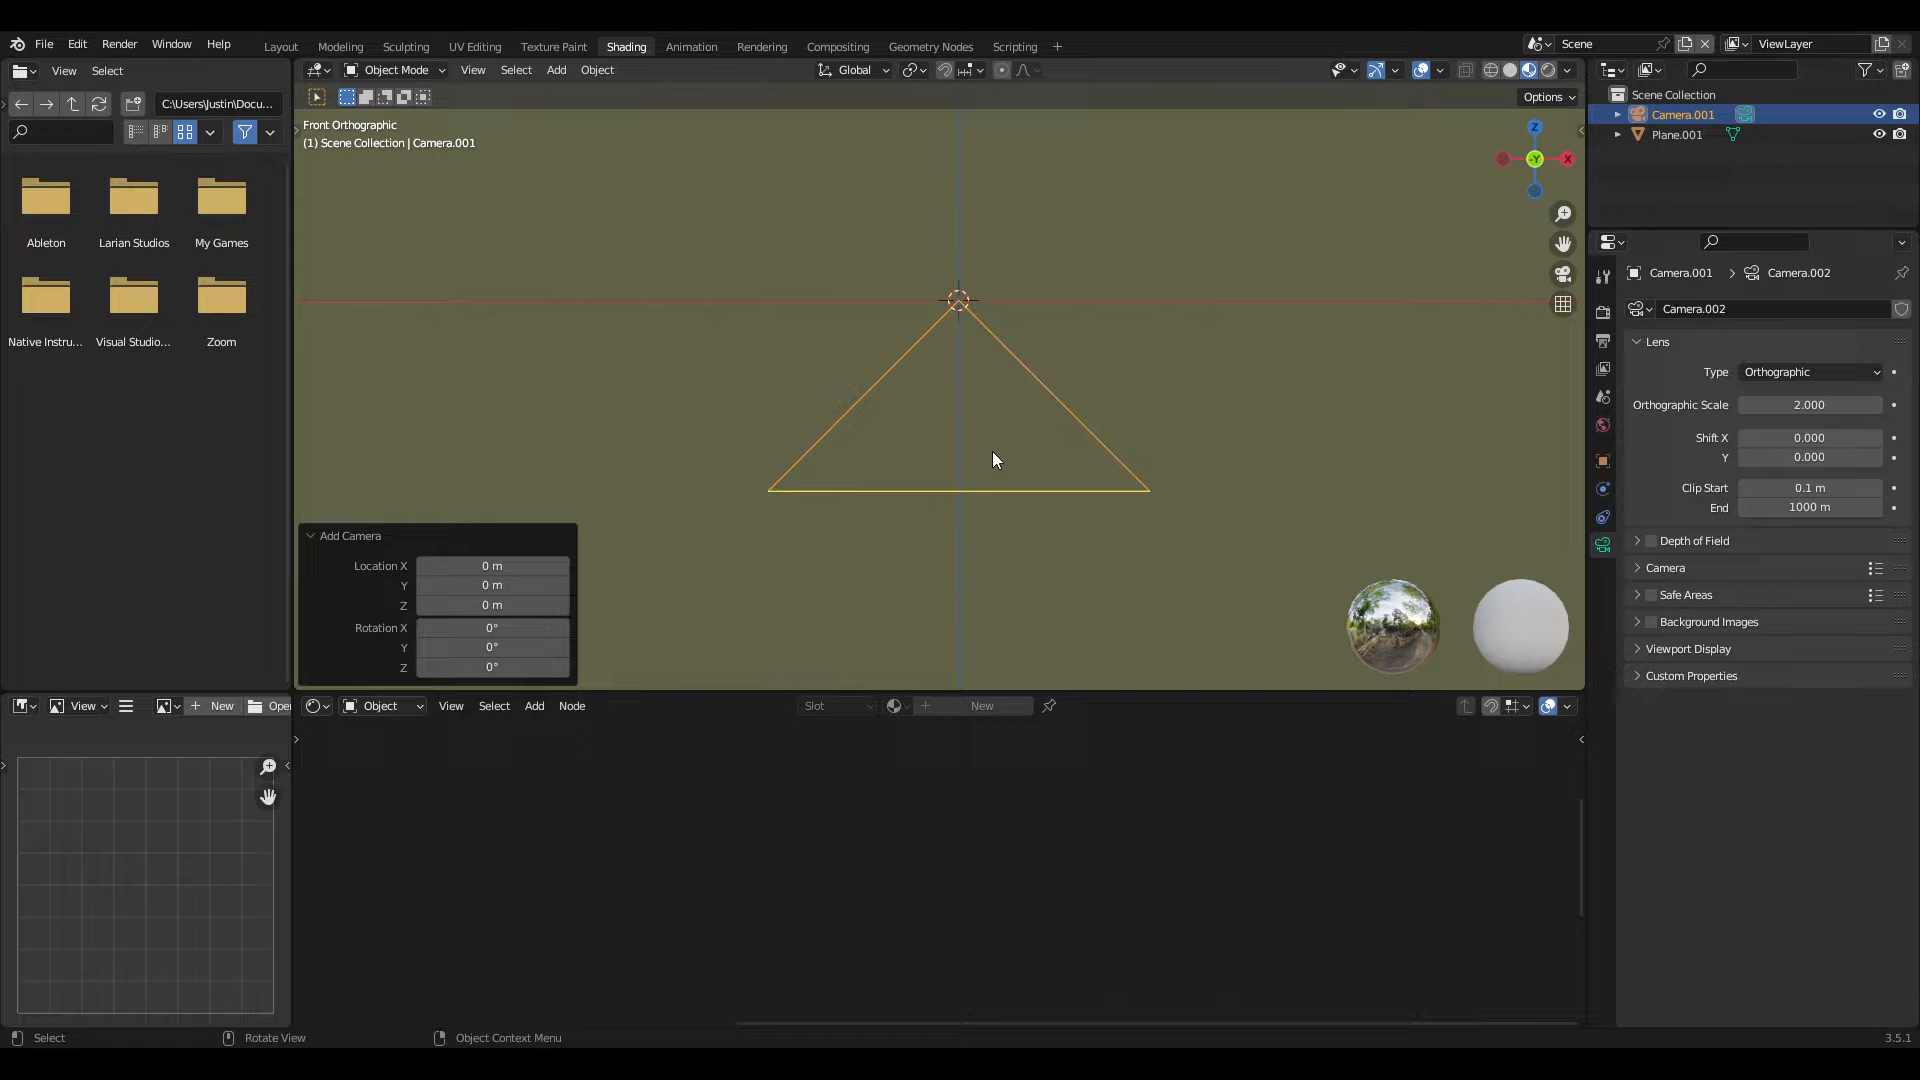 File Edit Render Window Help Layout Modeling Sculpting UV Editing Texture Paint Shading Animation Rendering Compositing Geometry Nodes Scripting + Scene ViewLayer
View Select Object Mode View Select Add Object Global
C:\Users\Justin\Docu... Options
Scene Collection
Camera.001
Plane.001
Front Orthographic
(1) Scene Collection | Camera.001
Z
-Y X
Ableton Larian Studios My Games
Native Instru... Visual Studio... Zoom
Camera.001 > Camera.002
Camera.002
Lens
Type Orthographic
Orthographic Scale 2.000
Shift X 0.000
Y 0.000
Clip Start 0.1 m
End 1000 m
Depth of Field
Camera
Safe Areas
Background Images
Viewport Display
Custom Properties
Add Camera
Location X 0 m
Y 0 m
Z 0 m
Rotation X 0°
Y 0°
Z 0°
View + New Open Object View Select Add Node Slot + New
Select Rotate View Object Context Menu 3.5.1